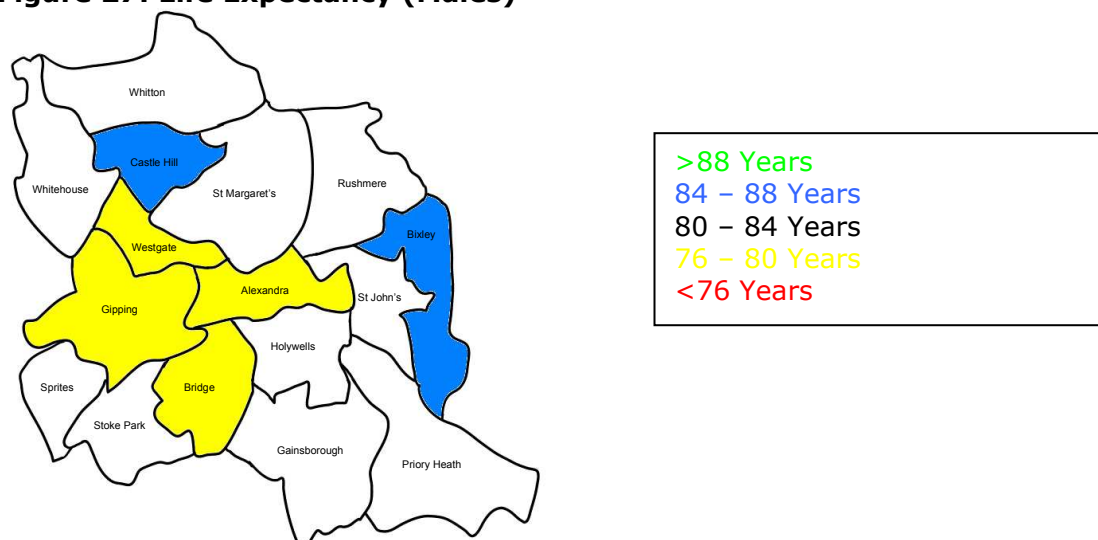 Figure 27: Life Expectancy (Males)
Whitton
Castle Hill
Whitehouse
St Margaret's
Rushmere
Westgate
Bixley
Gipping
Alexandra
St John's
Holywells
Sprites
Bridge
Stoke Park
Gainsborough
Priory Heath
>88 Years
84 – 88 Years
80 – 84 Years
76 – 80 Years
<76 Years